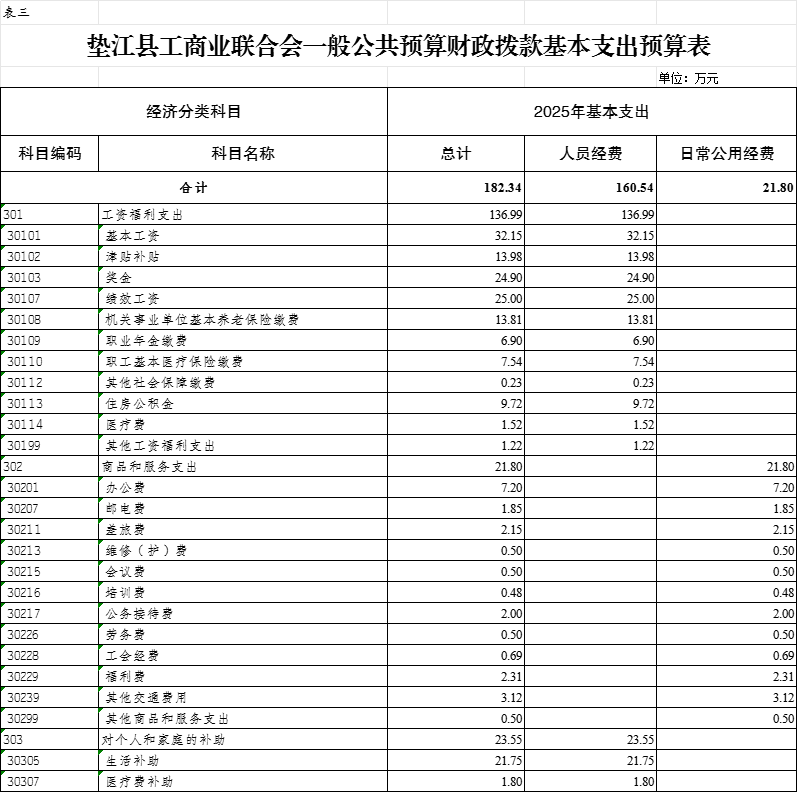 表三
垫江县工商业联合会一般公共预算财政拨款基本支出预算表
单位：万元
经济分类科目 2025年基本支出
科目编码 科目名称 总计 人员经费 日常公用经费
合计 182.34 160.54 21.80
301 工资福利支出 136.99 136.99
30101 基本工资 32.15 32.15
30102 津贴补贴 13.98 13.98
30103 奖金 24.90 24.90
30107 绩效工资 25.00 25.00
30108 机关事业单位基本养老保险缴费 13.81 13.81
30109 职业年金缴费 6.90 6.90
30110 职工基本医疗保险缴费 7.54 7.54
30112 其他社会保障缴费 0.23 0.23
30113 住房公积金 9.72 9.72
30114 医疗费 1.52 1.52
30199 其他工资福利支出 1.22 1.22
302 商品和服务支出 21.80 21.80
30201 办公费 7.20 7.20
30207 邮电费 1.85 1.85
30211 差旅费 2.15 2.15
30213 维修（护）费 0.50 0.50
30215 会议费 0.50 0.50
30216 培训费 0.48 0.48
30217 公务接待费 2.00 2.00
30226 劳务费 0.50 0.50
30228 工会经费 0.69 0.69
30229 福利费 2.31 2.31
30239 其他交通费用 3.12 3.12
30299 其他商品和服务支出 0.50 0.50
303 对个人和家庭的补助 23.55 23.55
30305 生活补助 21.75 21.75
30307 医疗费补助 1.80 1.80